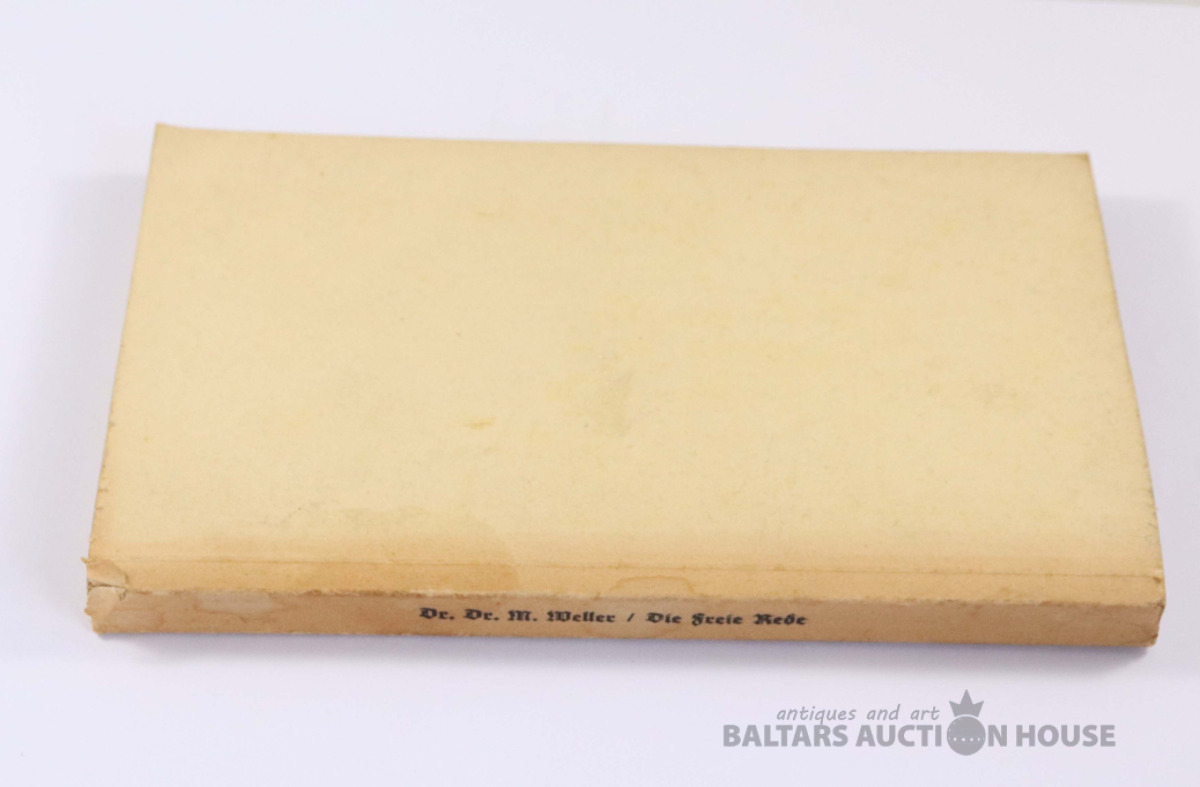 Dr. Dr. M. Weller / Die Freie Rede
antiques and art
BALTARS AUCTION HOUSE